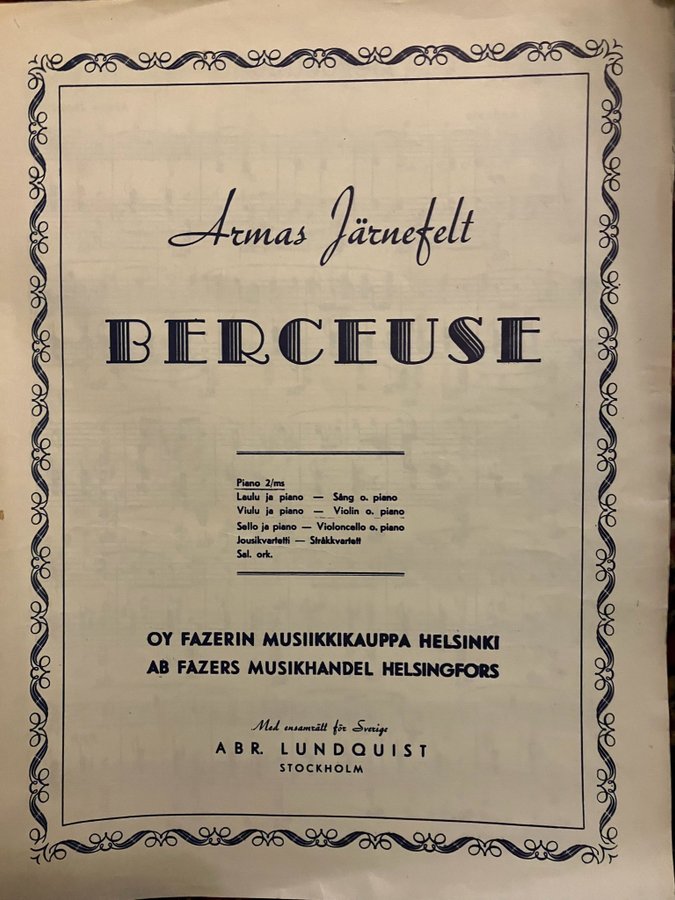 Armas Järnefelt
BERCEUSE
Piano 2/ms
Laulu ja piano — Sång o. piano
Viulu ja piano — Violin o. piano
Sello ja piano — Violoncello o. piano
Jousikvartetti — Stråkkvartett
Sal. ork.
OY FAZERIN MUSIIKKIKAUPPA HELSINKI
AB FAZERS MUSIKHANDEL HELSINGFORS
Med ensamrätt för Sverige
ABR. LUNDQUIST
STOCKHOLM